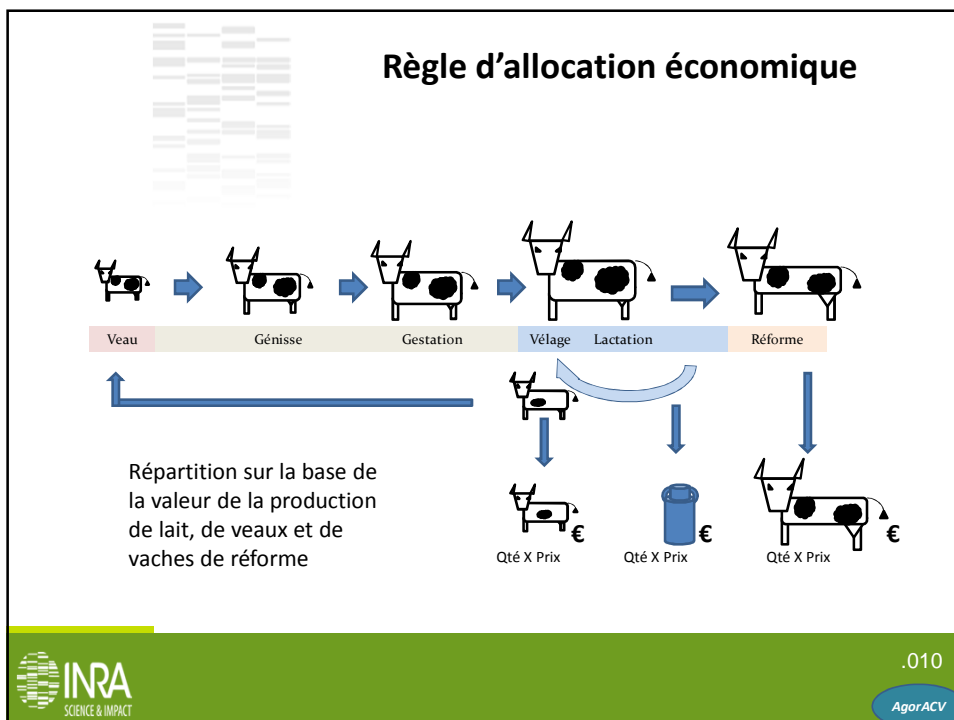 Règle d'allocation économique
Veau Génisse Gestation Vélage Lactation Réforme
Répartition sur la base de
la valeur de la production
de lait, de veaux et de
vaches de réforme
€ € €
Qté X Prix Qté X Prix Qté X Prix
INRA
SCIENCE & IMPACT
.010
AgorACV